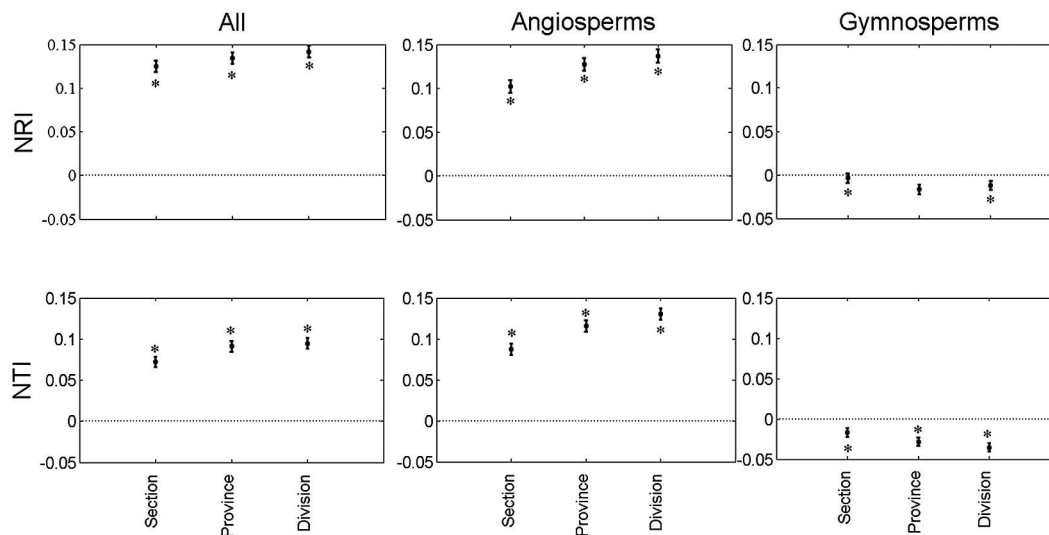 All Angiosperms Gymnosperms
NRI
0.15 0.15 0.15
0.1 0.1 0.1
0.05 0.05 0.05
0 0 0
-0.05 -0.05 -0.05
* * * * * * * *
NTI
0.15 0.15 0.15
0.1 0.1 0.1
0.05 0.05 0.05
0 0 0
-0.05 -0.05 -0.05
* * * * * * * * *
Section Province Division Section Province Division Section Province Division